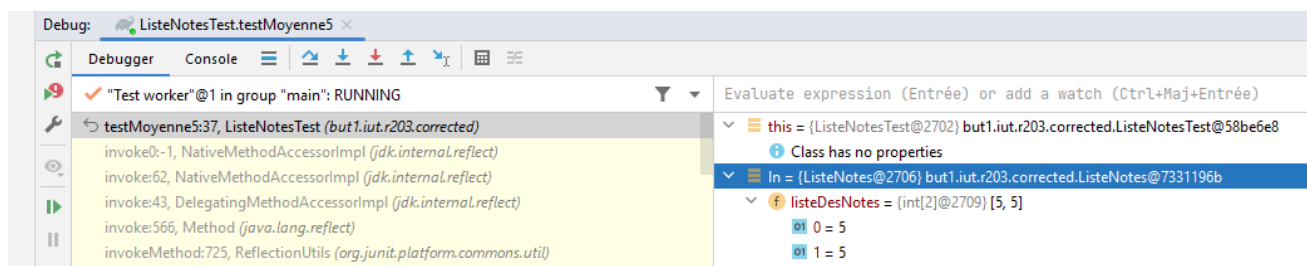 Debug: ListeNotesTest.testMoyenne5
Debugger Console
9 "Test worker"@1 in group "main": RUNNING
Evaluate expression (Entrée) or add a watch (Ctrl+Maj+Entrée)
testMoyenne5:37, ListeNotesTest (but1.iut.r203.corrected)
invoke0:-1, NativeMethodAccessorImpl (jdk.internal.reflect)
invoke:62, NativeMethodAccessorImpl (jdk.internal.reflect)
invoke:43, DelegatingMethodAccessorImpl (jdk.internal.reflect)
invoke:566, Method (java.lang.reflect)
invokeMethod:725, ReflectionUtils (org.junit.platform.commons.util)
this = {ListeNotesTest@2702} but1.iut.r203.corrected.ListeNotesTest@58be6e8
Class has no properties
ln = {ListeNotes@2706} but1.iut.r203.corrected.ListeNotes@7331196b
f listeDesNotes = {int[2]@2709} [5, 5]
01 0 = 5
01 1 = 5